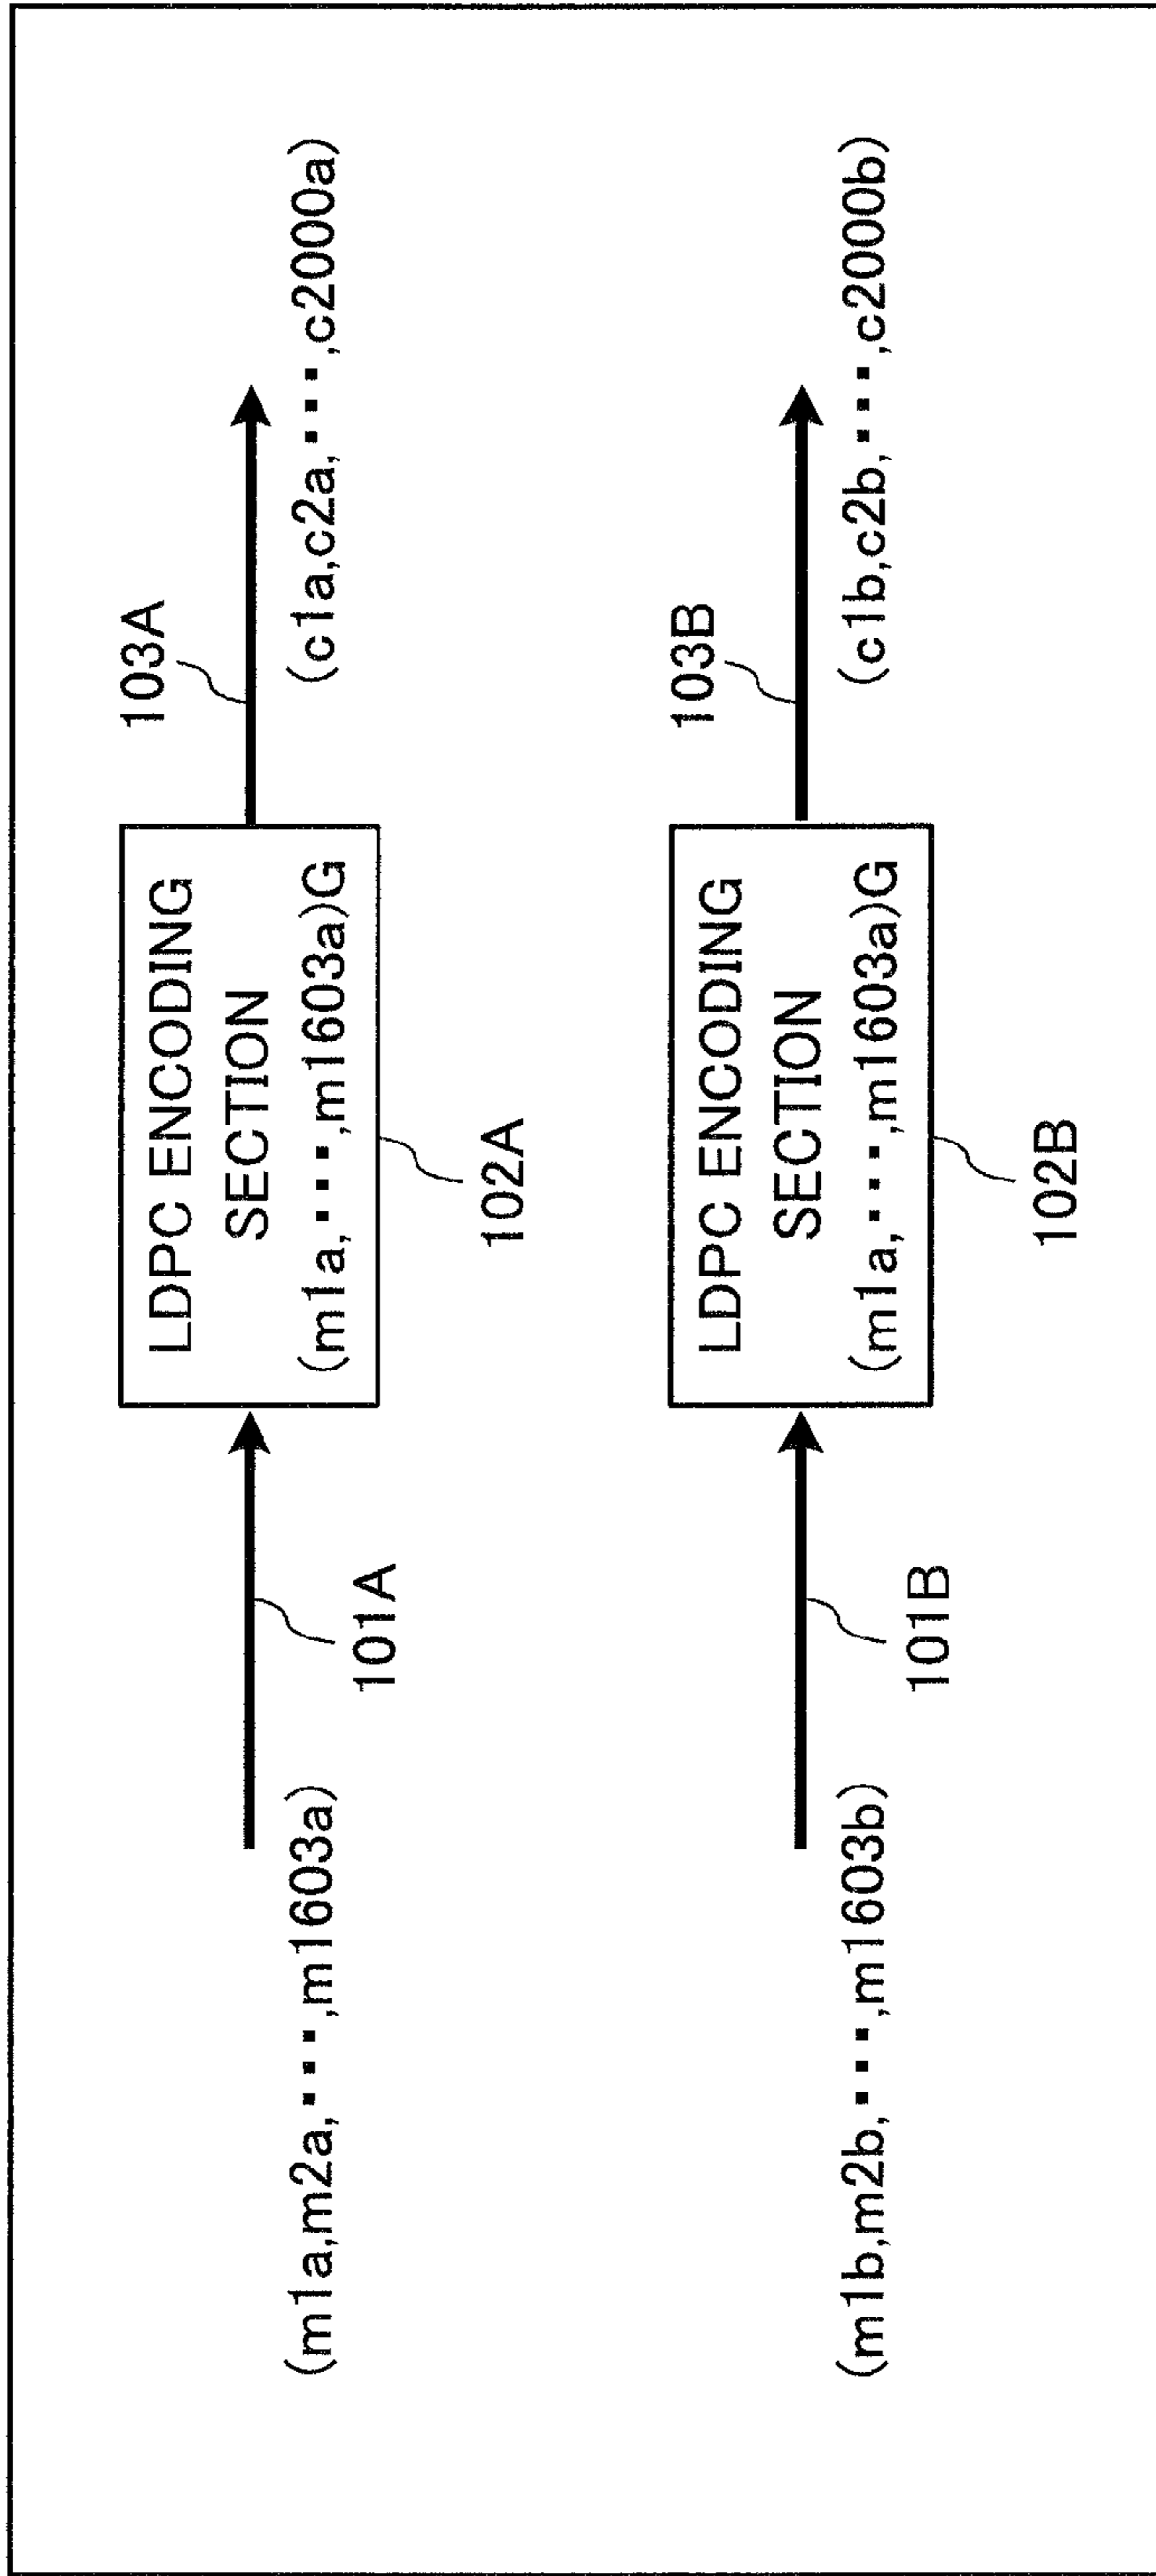 (m1a,m2a,･･･,m1603a)
101A
LDPC ENCODING
SECTION
(m1a,･･･,m1603a)G
102A
103A
(c1a,c2a,･･･,c2000a)
(m1b,m2b,･･･,m1603b)
101B
LDPC ENCODING
SECTION
(m1a,･･･,m1603a)G
102B
103B
(c1b,c2b,･･･,c2000b)